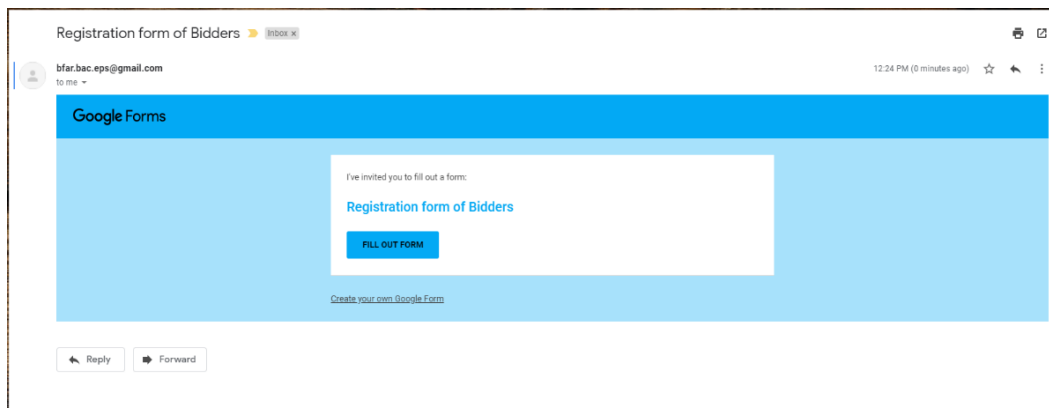 Registration form of Bidders Inbox x
bfar.bac.eps@gmail.com 12:24 PM (0 minutes ago)
to me
Google Forms
I've invited you to fill out a form:
Registration form of Bidders
FILL OUT FORM
Create your own Google Form
Reply Forward